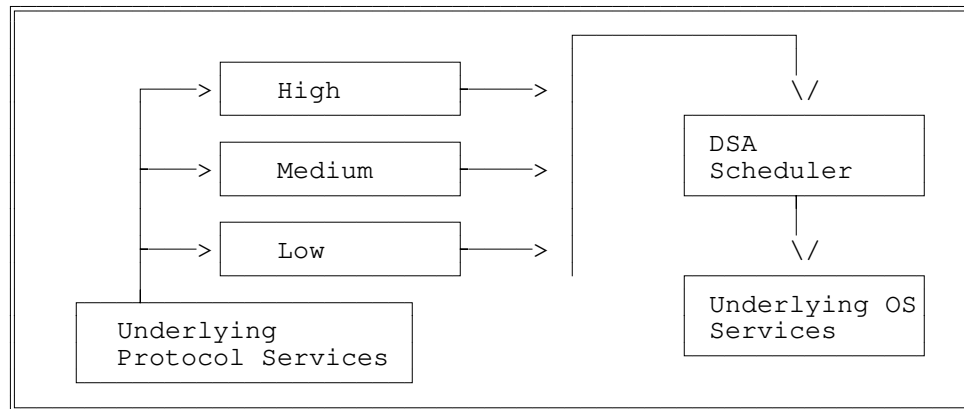 High
Medium
Low
Underlying
Protocol Services
DSA
Scheduler
Underlying OS
Services